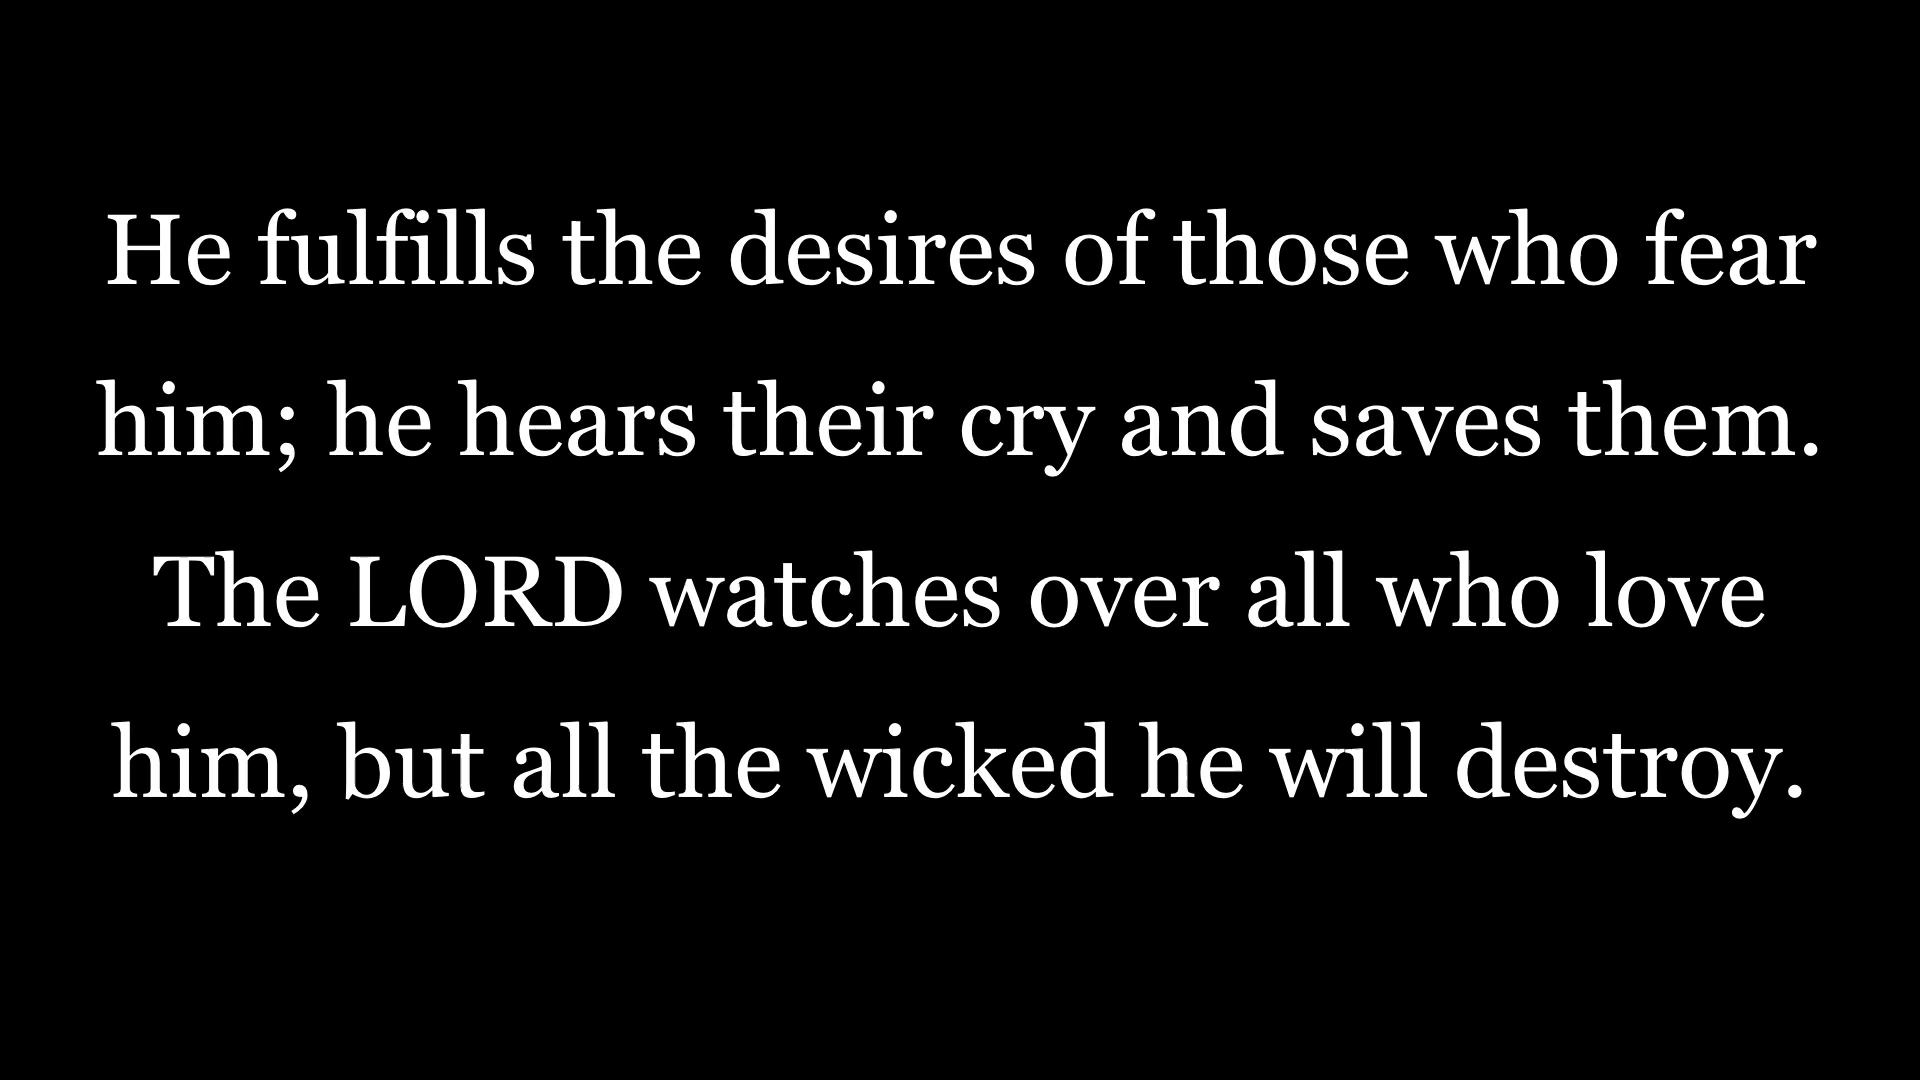 He fulfills the desires of those who fear
him; he hears their cry and saves them.
The LORD watches over all who love
him, but all the wicked he will destroy.